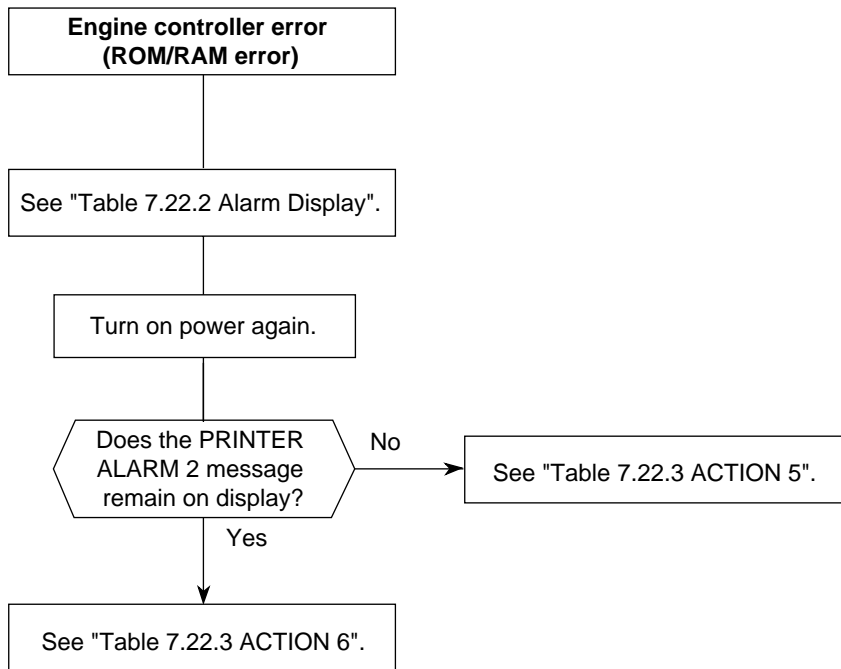 Engine controller error
(ROM/RAM error)
See "Table 7.22.2 Alarm Display".
Turn on power again.
Does the PRINTER
ALARM 2 message
remain on display?
No
See "Table 7.22.3 ACTION 5".
Yes
See "Table 7.22.3 ACTION 6".